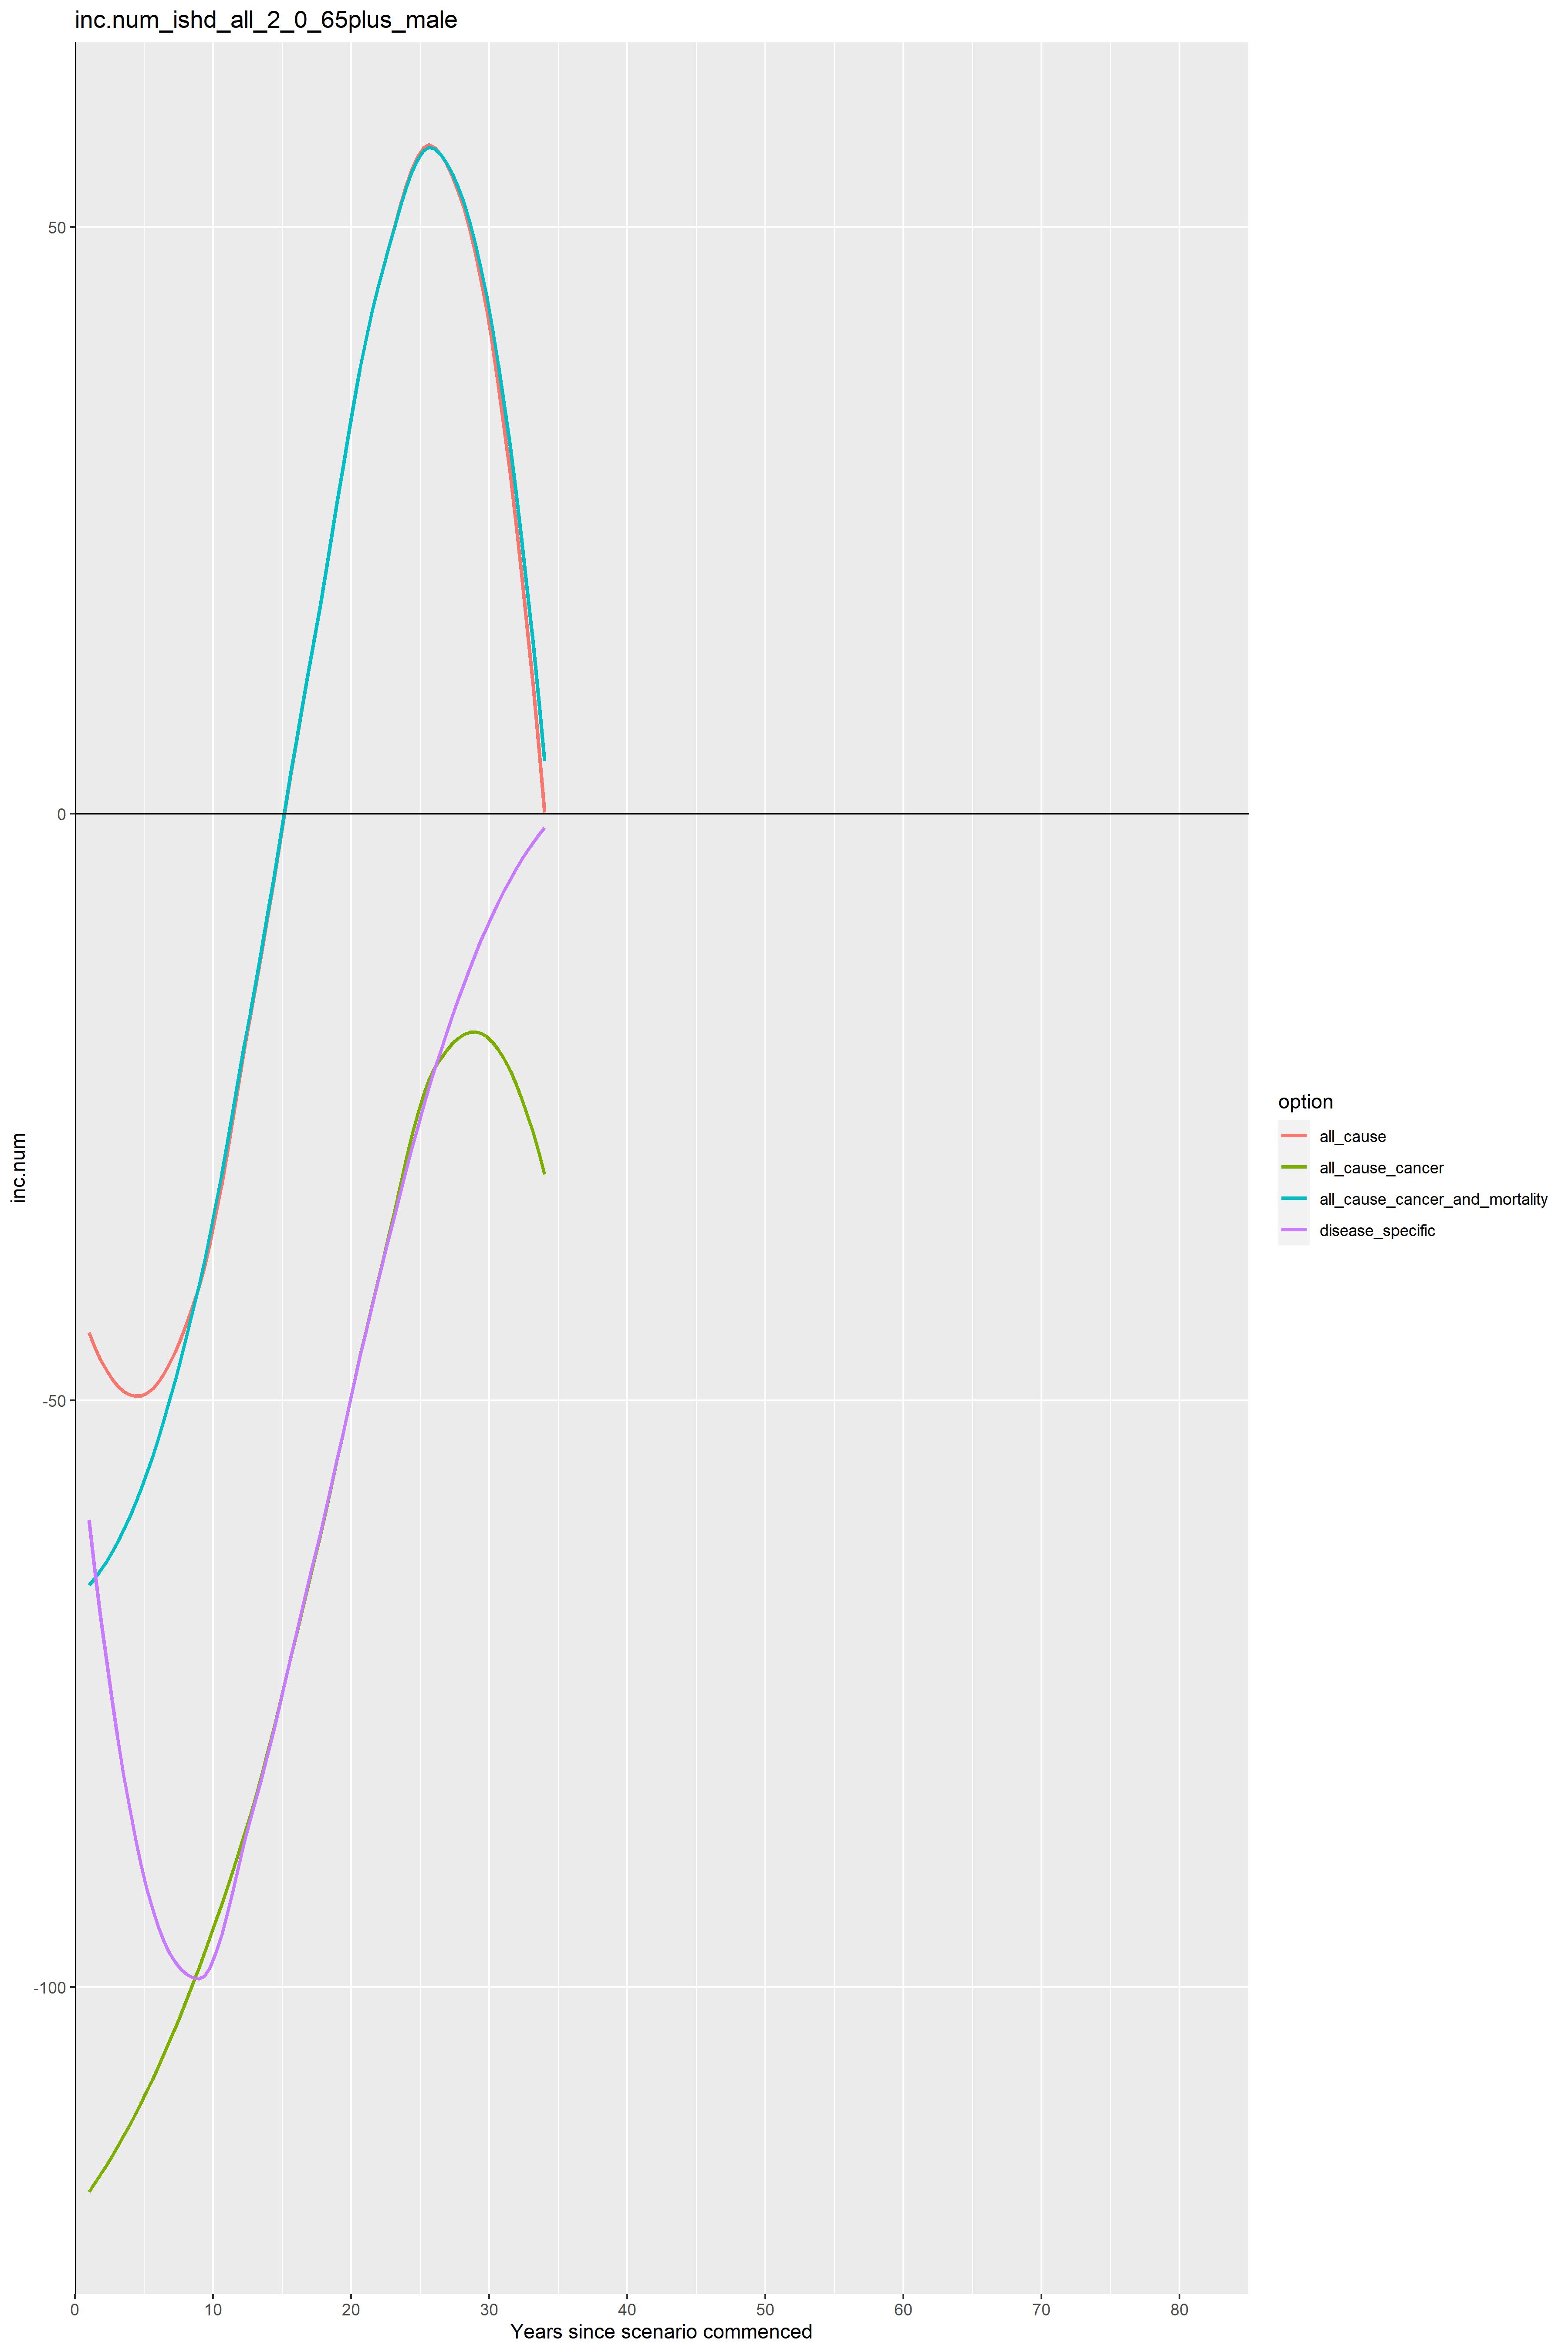 inc.num_ishd_all_2_0_65plus_male
50
0
-50
-100
inc.num
0 10 20 30 40 50 60 70 80
Years since scenario commenced
option
all_cause
all_cause_cancer
all_cause_cancer_and_mortality
disease_specific